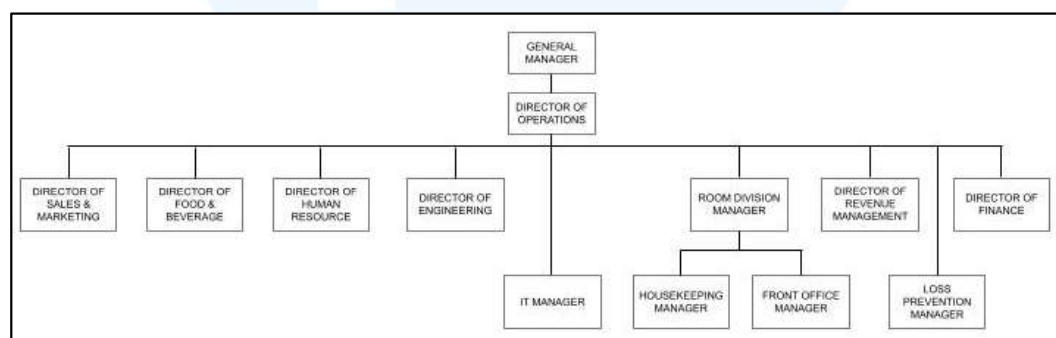 GENERAL
MANAGER
DIRECTOR OF
OPERATIONS
DIRECTOR OF
SALES &
MARKETING
DIRECTOR OF
FOOD &
BEVERAGE
DIRECTOR OF
HUMAN
RESOURCE
DIRECTOR OF
ENGINEERING
ROOM DIVISION
MANAGER
DIRECTOR OF
REVENUE
MANAGEMENT
DIRECTOR OF
FINANCE
IT MANAGER
HOUSEKEEPING
MANAGER
FRONT OFFICE
MANAGER
LOSS
PREVENTION
MANAGER